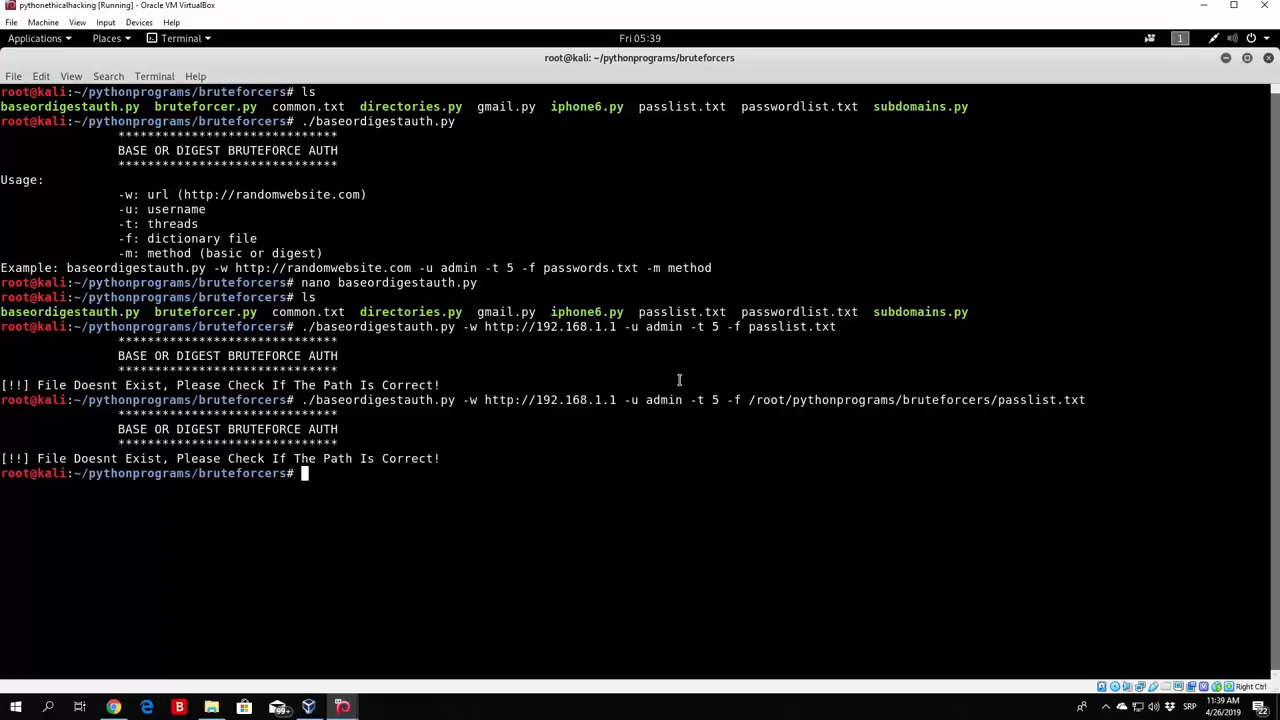 pythonethicalhacking [Running] - Oracle VM VirtualBox
File Machine View Input Devices Help
Applications Places Terminal Fri 05:39 1
root@kali: ~/pythonprograms/bruteforcers
File Edit View Search Terminal Help
root@kali:~/pythonprograms/bruteforcers# ls
baseordigestauth.py bruteforcer.py common.txt directories.py gmail.py iphone6.py passlist.txt passwordlist.txt subdomains.py
root@kali:~/pythonprograms/bruteforcers# ./baseordigestauth.py
******************************
BASE OR DIGEST BRUTEFORCE AUTH
******************************
Usage:
-w: url (http://randomwebsite.com)
-u: username
-t: threads
-f: dictionary file
-m: method (basic or digest)
Example: baseordigestauth.py -w http://randomwebsite.com -u admin -t 5 -f passwords.txt -m method
root@kali:~/pythonprograms/bruteforcers# nano baseordigestauth.py
root@kali:~/pythonprograms/bruteforcers# ls
baseordigestauth.py bruteforcer.py common.txt directories.py gmail.py iphone6.py passlist.txt passwordlist.txt subdomains.py
root@kali:~/pythonprograms/bruteforcers# ./baseordigestauth.py -w http://192.168.1.1 -u admin -t 5 -f passlist.txt
******************************
BASE OR DIGEST BRUTEFORCE AUTH
******************************
[!!] File Doesnt Exist, Please Check If The Path Is Correct!
root@kali:~/pythonprograms/bruteforcers# ./baseordigestauth.py -w http://192.168.1.1 -u admin -t 5 -f /root/pythonprograms/bruteforcers/passlist.txt
******************************
BASE OR DIGEST BRUTEFORCE AUTH
******************************
[!!] File Doesnt Exist, Please Check If The Path Is Correct!
root@kali:~/pythonprograms/bruteforcers#
Right Ctrl
99+
SRP
11:39 AM
4/26/2019
22